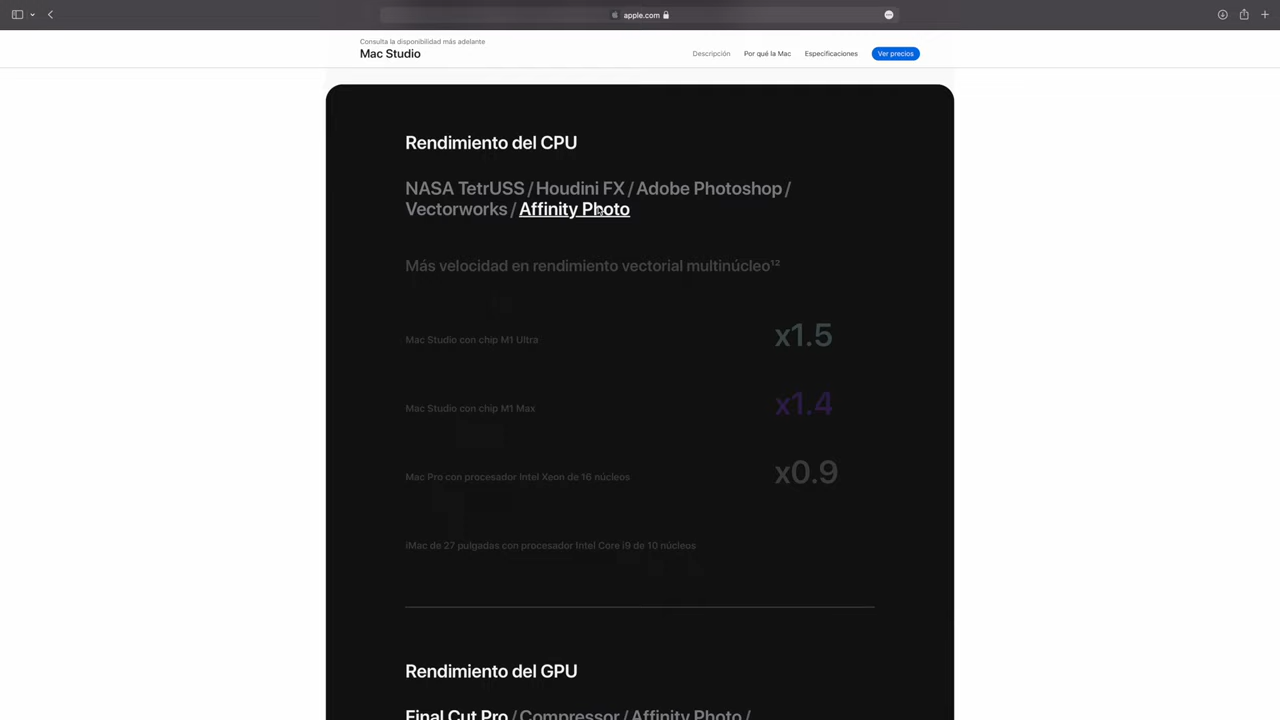 apple.com
Consulta la disponibilidad más adelante
Mac Studio
Descripción
Por qué la Mac
Especificaciones
Ver precios
Rendimiento del CPU
NASA TetrUSS / Houdini FX / Adobe Photoshop /
Vectorworks / Affinity Photo
Más velocidad en rendimiento vectorial multinúcleo¹²
Mac Studio con chip M1 Ultra
x1.5
Mac Studio con chip M1 Max
x1.4
Mac Pro con procesador Intel Xeon de 16 núcleos
x0.9
iMac de 27 pulgadas con procesador Intel Core i9 de 10 núcleos
Rendimiento del GPU
Final Cut Pro / Compressor / Affinity Photo /